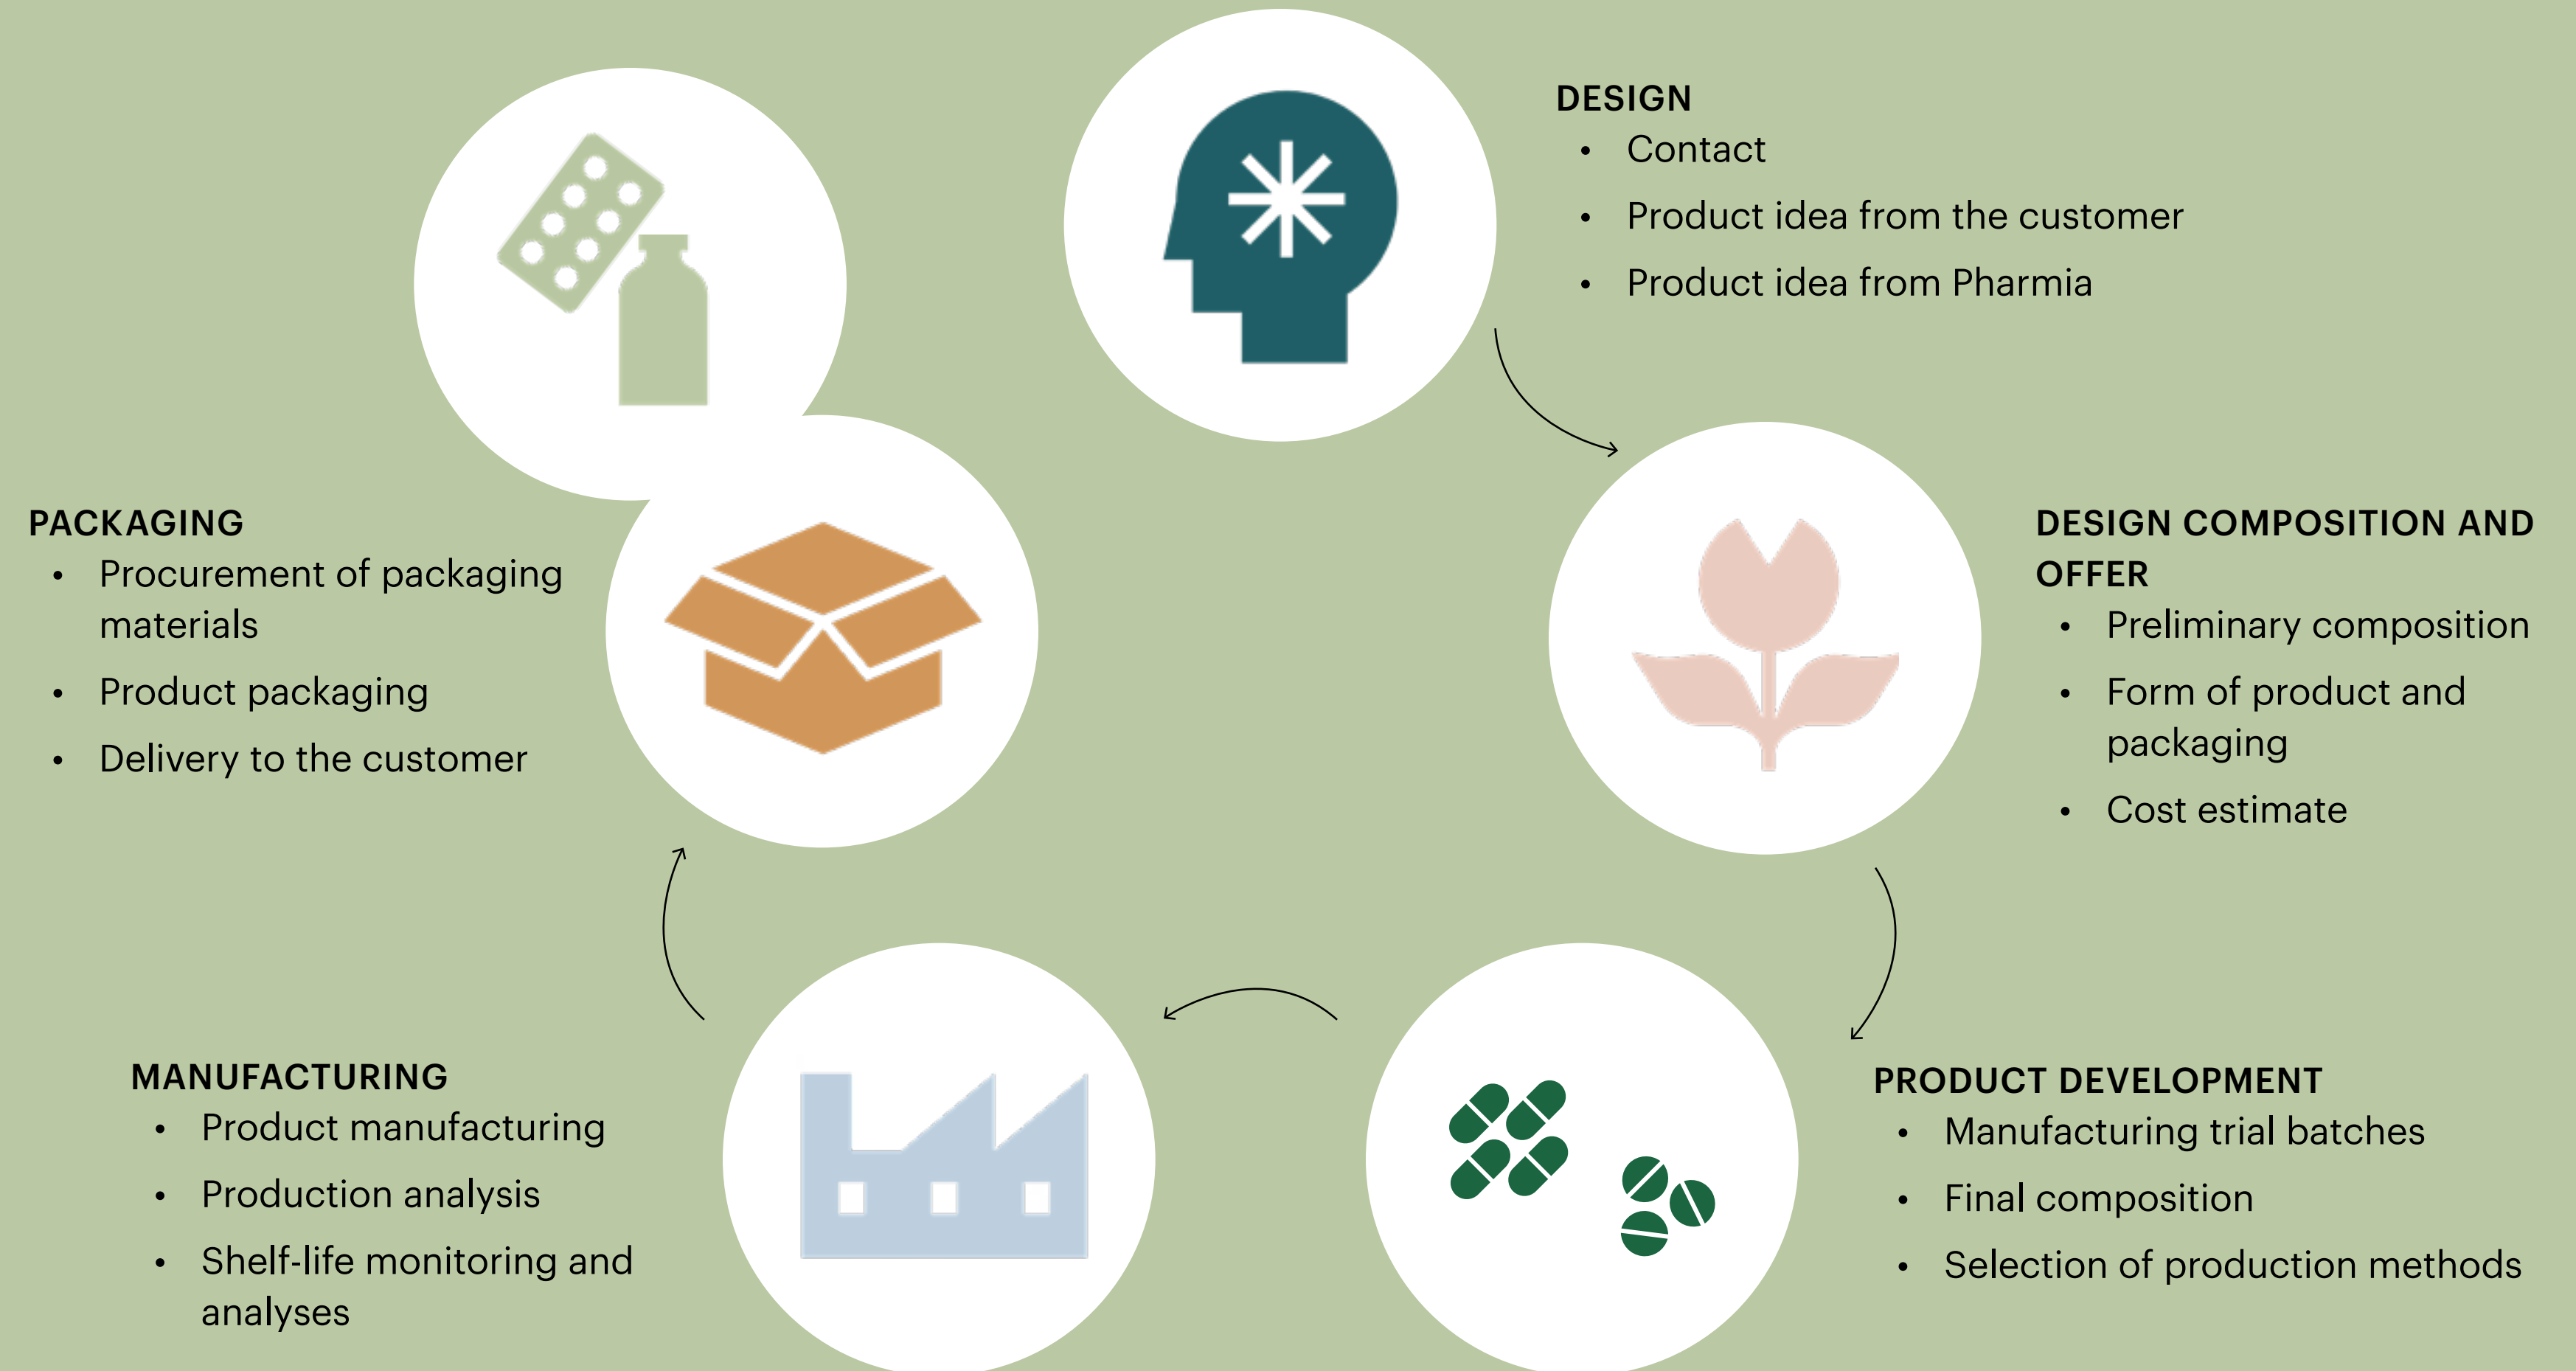 DESIGN
• Contact
• Product idea from the customer
• Product idea from Pharmia
DESIGN COMPOSITION AND
OFFER
• Preliminary composition
• Form of product and
packaging
• Cost estimate
PRODUCT DEVELOPMENT
• Manufacturing trial batches
• Final composition
• Selection of production methods
MANUFACTURING
• Product manufacturing
• Production analysis
• Shelf-life monitoring and
analyses
PACKAGING
• Procurement of packaging
materials
• Product packaging
• Delivery to the customer